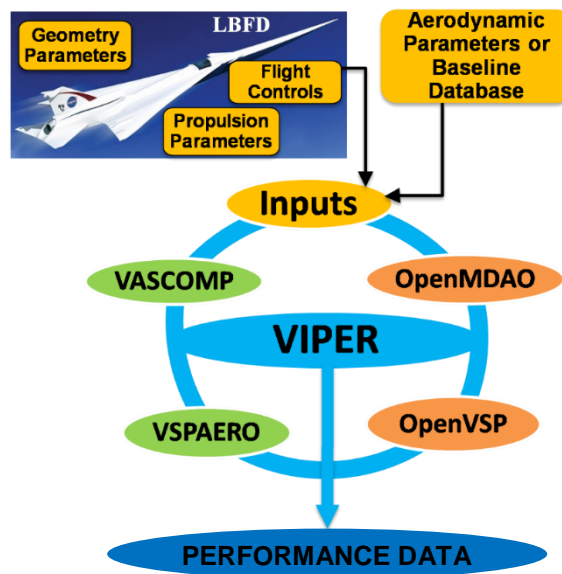 LBFD
Geometry
Parameters
Flight
Controls
Propulsion
Parameters
Aerodynamic
Parameters or
Baseline
Database
Inputs
VASCOMP
OpenMDAO
VIPER
VSPAERO
OpenVSP
PERFORMANCE DATA